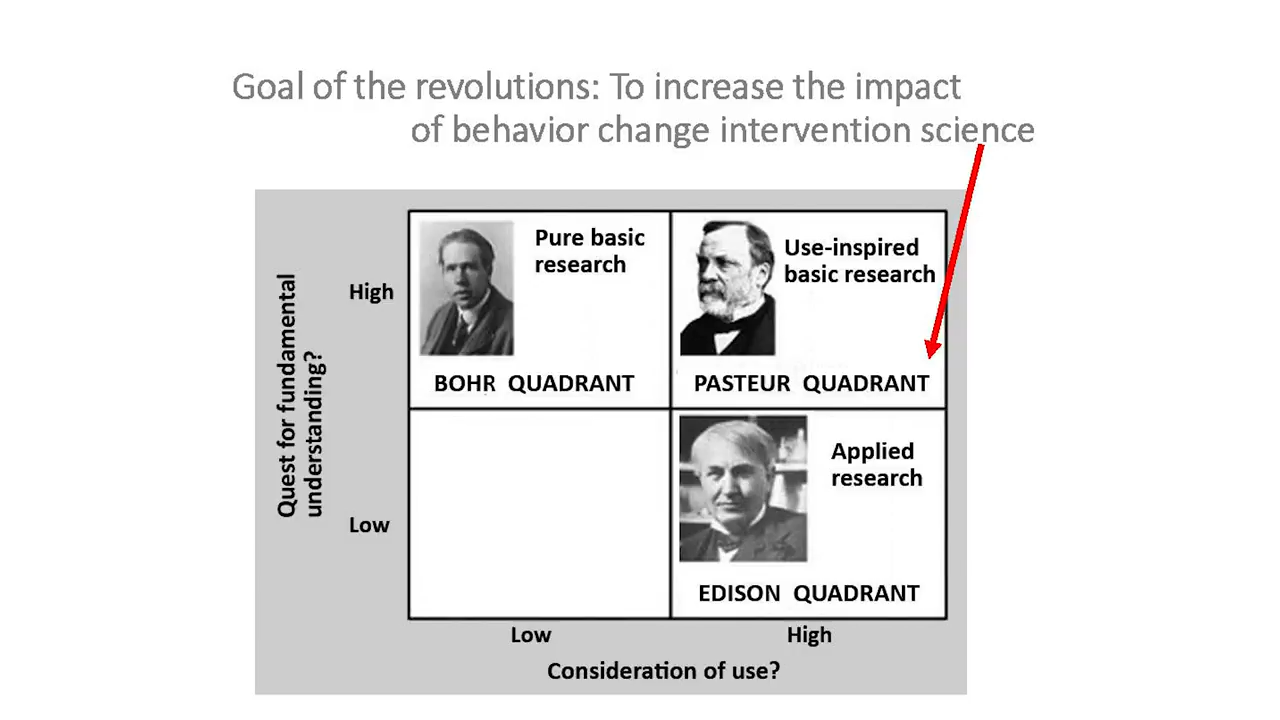 Goal of the revolutions: To increase the impact
of behavior change intervention science
Quest for fundamental
understanding?
High
Low
Pure basic
research
BOHR QUADRANT
Use-inspired
basic research
PASTEUR QUADRANT
Applied
research
EDISON QUADRANT
Low
High
Consideration of use?